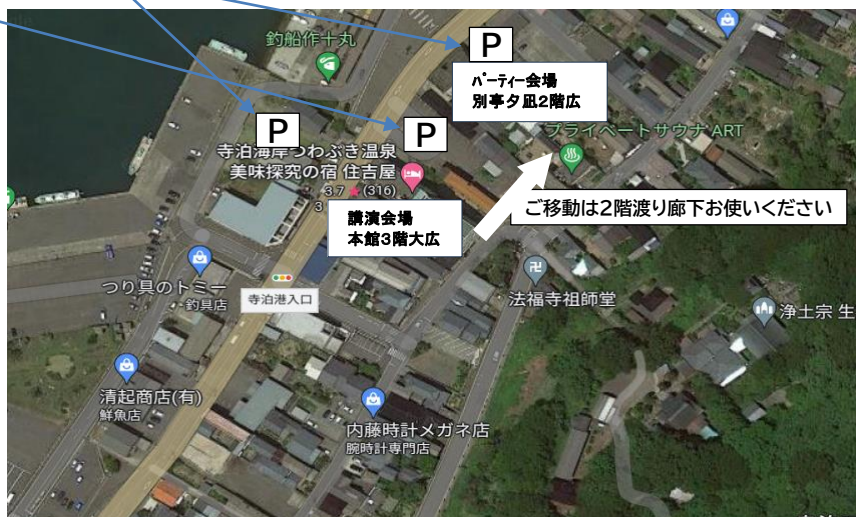 釣船作十丸
P
P
P
パーティー会場
別亭夕凪2階広
プライベートサウナ ART
寺泊海岸つわぶき温泉
美味探究の宿 住吉屋
3.7 ★ (316)
ご移動は2階渡り廊下お使いください
講演会場
本館3階大広
つり具のトミー
釣具店
寺泊港入口
法福寺祖師堂
浄土宗 生
清起商店(有)
鮮魚店
内藤時計メガネ店
腕時計専門店